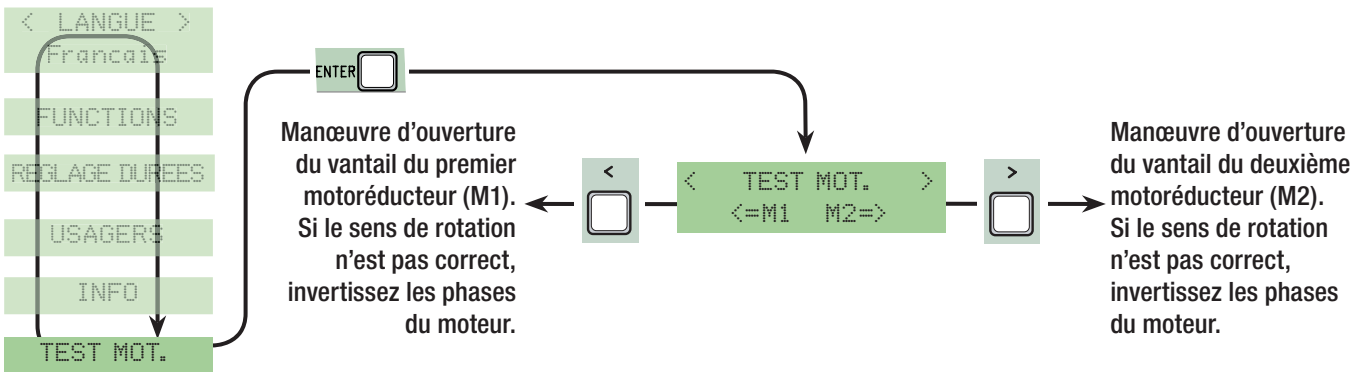 < LANGUE >
Francais
FUNCTIONS
REGLAGE DUREES
USAGERS
INFO
TEST MOT.
ENTER
Manœuvre d'ouverture
du vantail du premier
motoréducteur (M1).
Si le sens de rotation
n'est pas correct,
invertissez les phases
du moteur.
<
< TEST MOT. >
<=M1 M2=>
>
Manœuvre d'ouverture
du vantail du deuxième
motoréducteur (M2).
Si le sens de rotation
n'est pas correct,
invertissez les phases
du moteur.